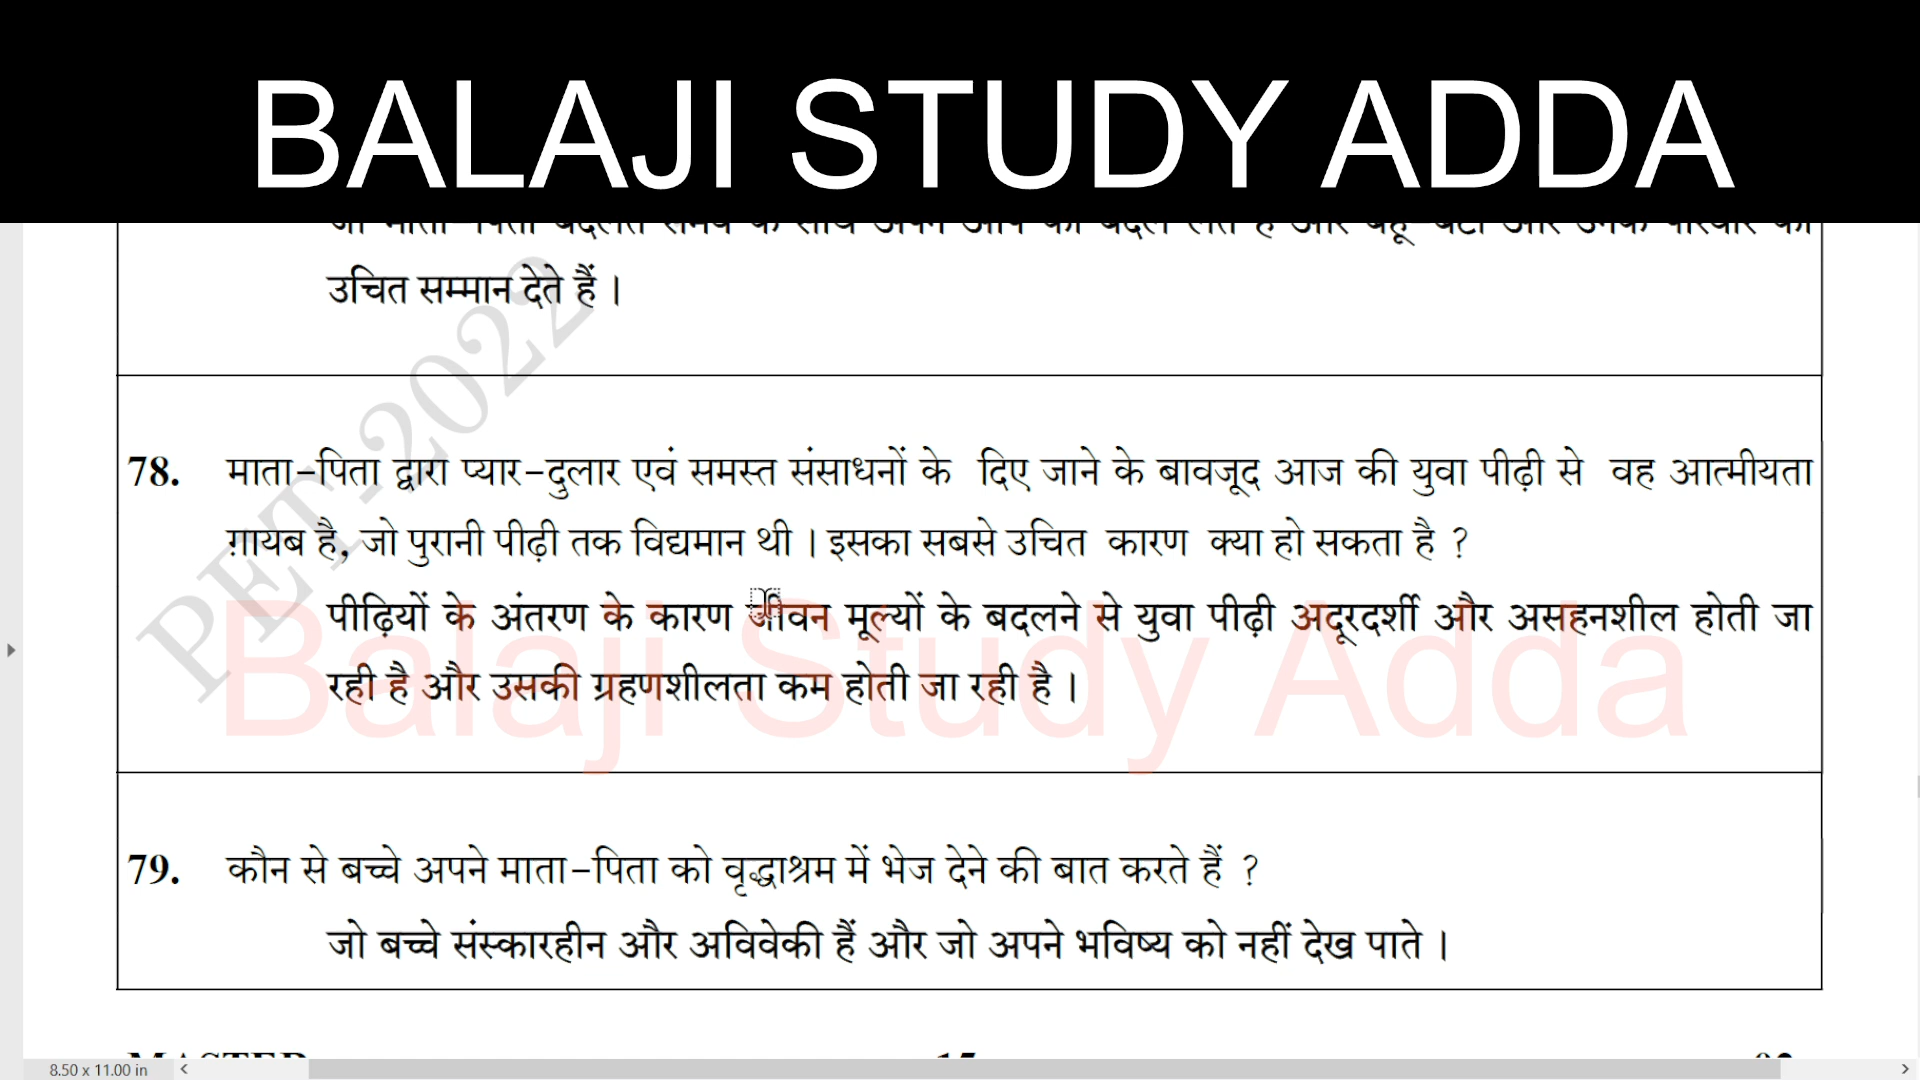 BALAJI STUDY ADDA
उचित सम्मान देते हैं ।
78. माता-पिता द्वारा प्यार-दुलार एवं समस्त संसाधनों के दिए जाने के बावजूद आज की युवा पीढ़ी से वह आत्मीयता
ग़ायब है, जो पुरानी पीढ़ी तक विद्यमान थी । इसका सबसे उचित कारण क्या हो सकता है ?
पीढ़ियों के अंतरण के कारण जीवन मूल्यों के बदलने से युवा पीढ़ी अदूरदर्शी और असहनशील होती जा
रही है और उसकी ग्रहणशीलता कम होती जा रही है ।
PET-2022
Balaji Study Adda
79. कौन से बच्चे अपने माता-पिता को वृद्धाश्रम में भेज देने की बात करते हैं ?
जो बच्चे संस्कारहीन और अविवेकी हैं और जो अपने भविष्य को नहीं देख पाते ।
8.50 x 11.00 in